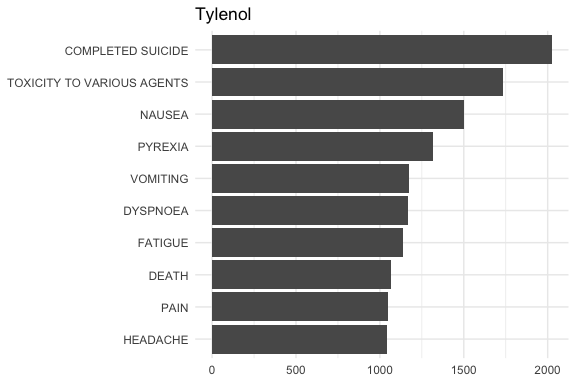 Tylenol
COMPLETED SUICIDE
TOXICITY TO VARIOUS AGENTS
NAUSEA
PYREXIA
VOMITING
DYSPNOEA
FATIGUE
DEATH
PAIN
HEADACHE
0 500 1000 1500 2000